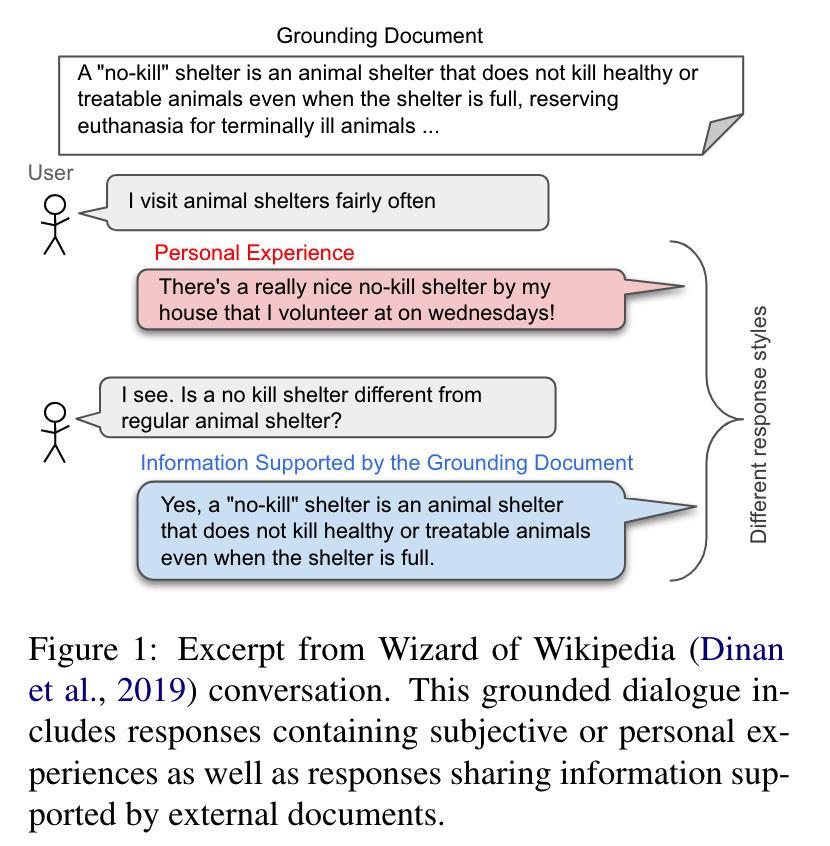 Grounding Document
A "no-kill" shelter is an animal shelter that does not kill healthy or
treatable animals even when the shelter is full, reserving
euthanasia for terminally ill animals ...
User
I visit animal shelters fairly often
Personal Experience
There's a really nice no-kill shelter by my
house that I volunteer at on wednesdays!
I see. Is a no kill shelter different from
regular animal shelter?
Information Supported by the Grounding Document
Yes, a "no-kill" shelter is an animal shelter
that does not kill healthy or treatable animals
even when the shelter is full.
Different response styles
Figure 1: Excerpt from Wizard of Wikipedia (Dinan
et al., 2019) conversation. This grounded dialogue in-
cludes responses containing subjective or personal ex-
periences as well as responses sharing information sup-
ported by external documents.